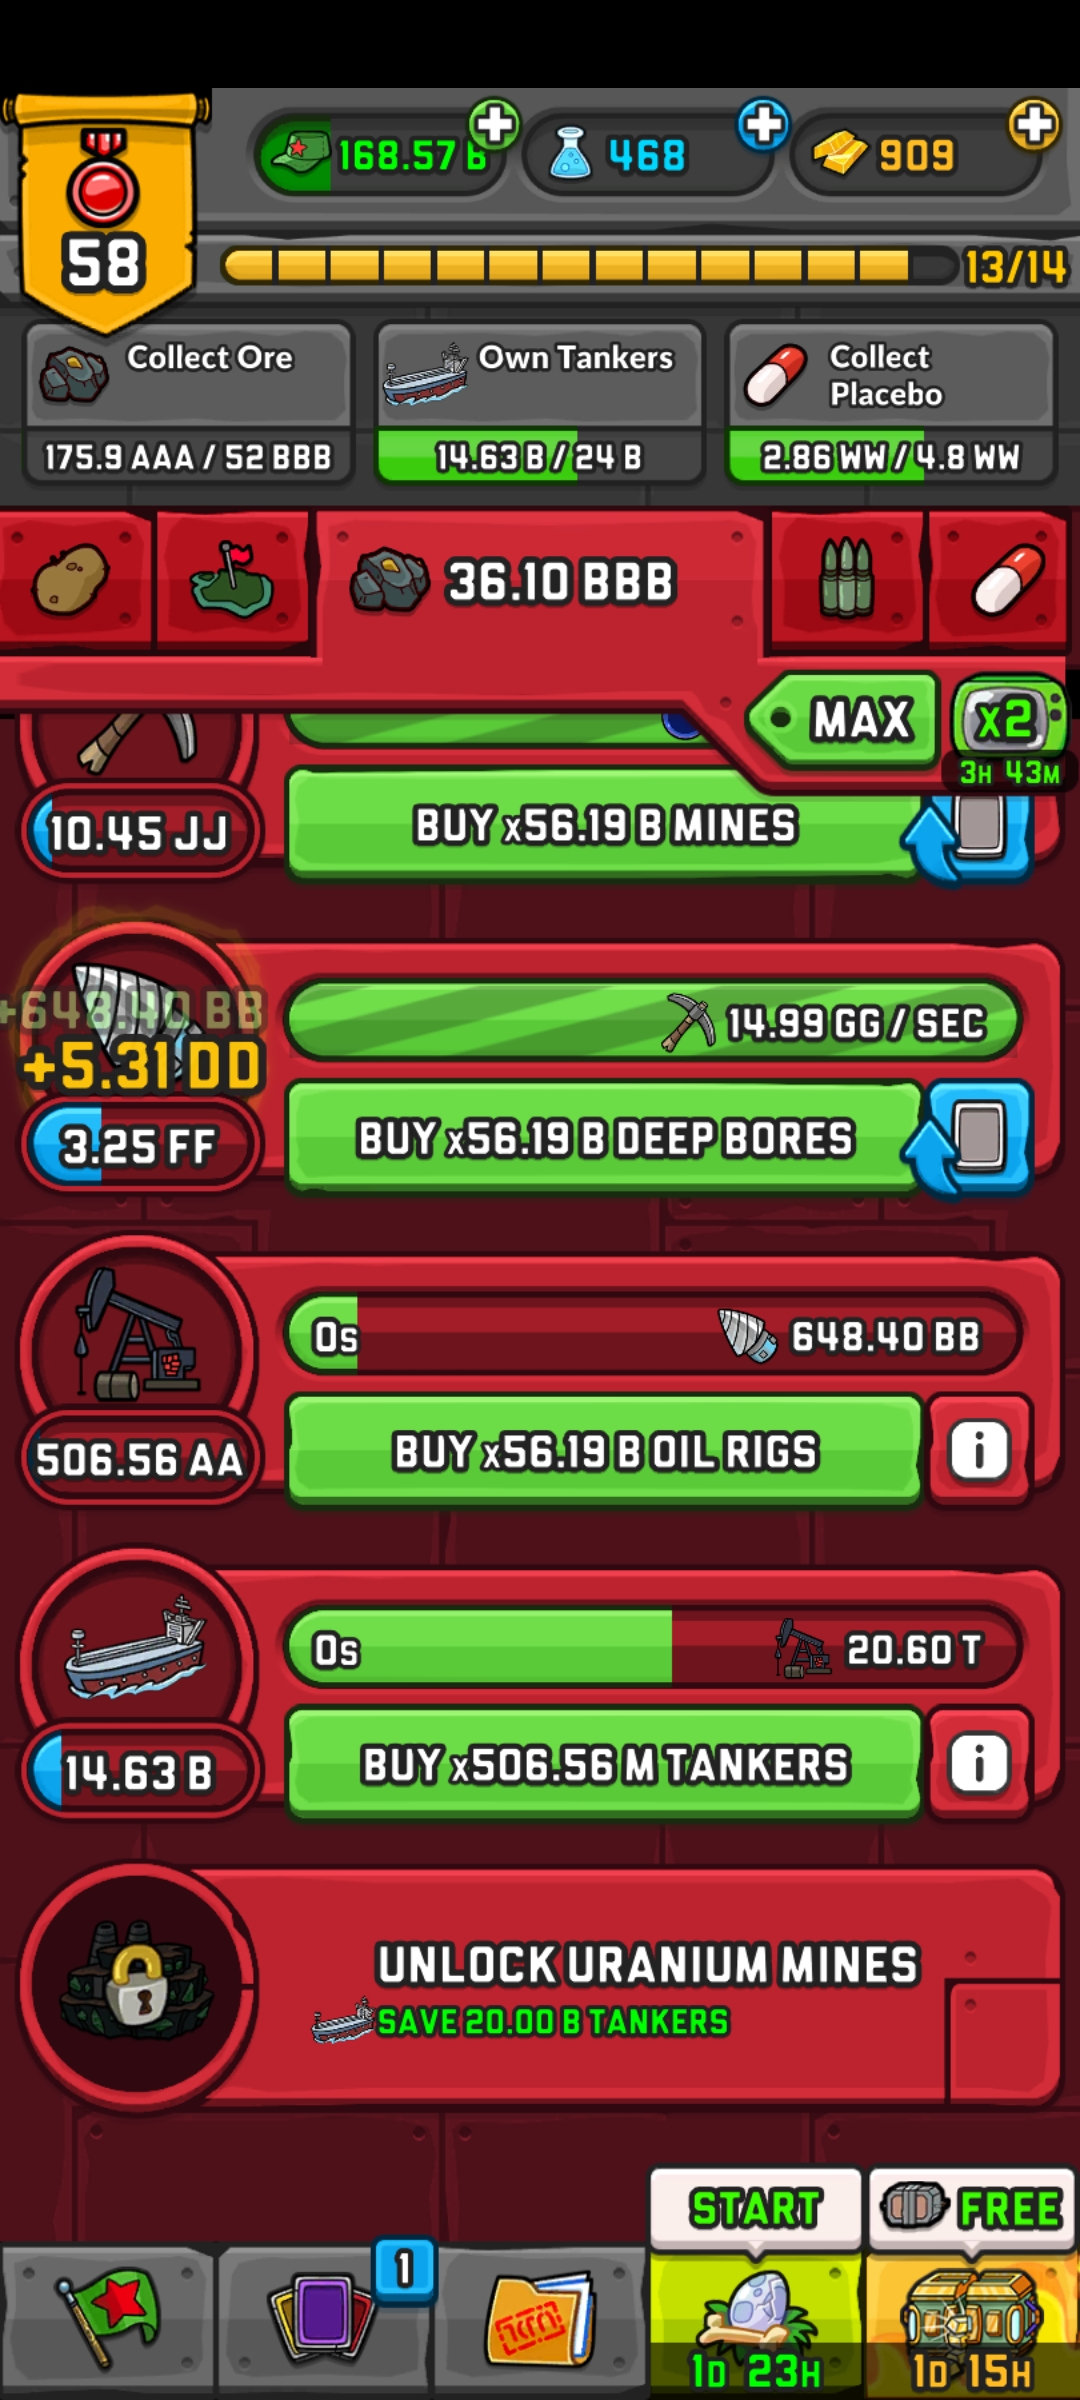 58
168.57 B
468
909
13/14
Collect Ore
175.9 AAA / 52 BBB
Own Tankers
14.63 B / 24 B
Collect
Placebo
2.86 WW / 4.8 WW
36.10 BBB
MAX
x2
3H 43M
10.45 JJ
BUY x56.19 B MINES
+648.40 BB
+5.31 DD
14.99 GG / SEC
3.25 FF
BUY x56.19 B DEEP BORES
0s
648.40 BB
506.56 AA
BUY x56.19 B OIL RIGS
i
0s
20.60 T
14.63 B
BUY x506.56 M TANKERS
i
UNLOCK URANIUM MINES
SAVE 20.00 B TANKERS
START
FREE
1
1D 23H
1D 15H